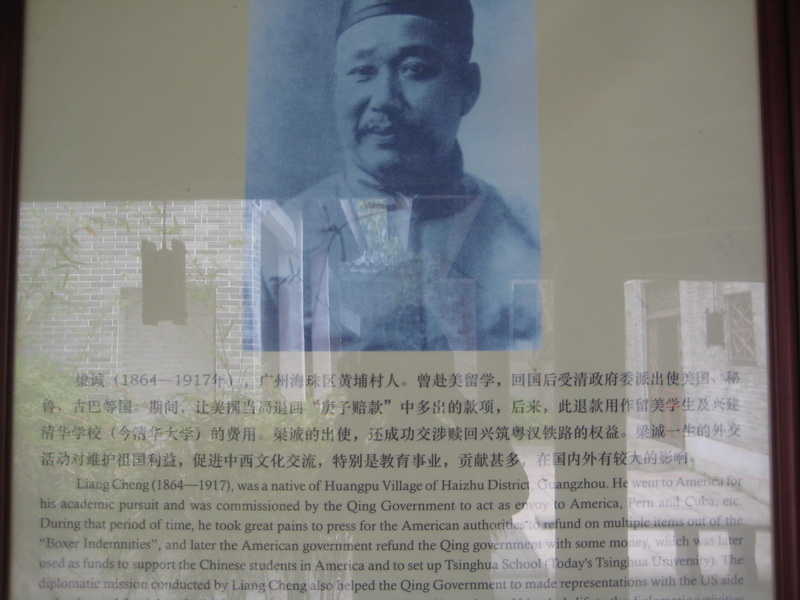 梁诚（1864—1917年），广州海珠区黄埔村人。曾赴美留学，回国后受清政府委派出使美国、秘
鲁、古巴等国。期间，让美国当局退回“庚子赔款”中多出的款项，后来，此退款用作留美学生及兴建
清华学校（今清华大学）的费用。梁诚的出使，还成功交涉赎回兴筑粤汉铁路的权益。梁诚一生的外交
活动对维护祖国利益，促进中西文化交流，特别是教育事业，贡献甚多，在国内外有较大的影响。
Liang Cheng (1864—1917), was a native of Huangpu Village of Haizhu District, Guangzhou. He went to America for
his academic pursuit and was commissioned by the Qing Government to act as envoy to America, Peru and Cuba, etc.
During that period of time, he took great pains to press for the American authorities to refund on multiple items out of the
“Boxer Indemnities”, and later the American government refund the Qing government with some money, which was later
used as funds to support the Chinese students in America and to set up Tsinghua School (Today's Tsinghua University). The
diplomatic mission conducted by Liang Cheng also helped the Qing Government to made representations with the US side